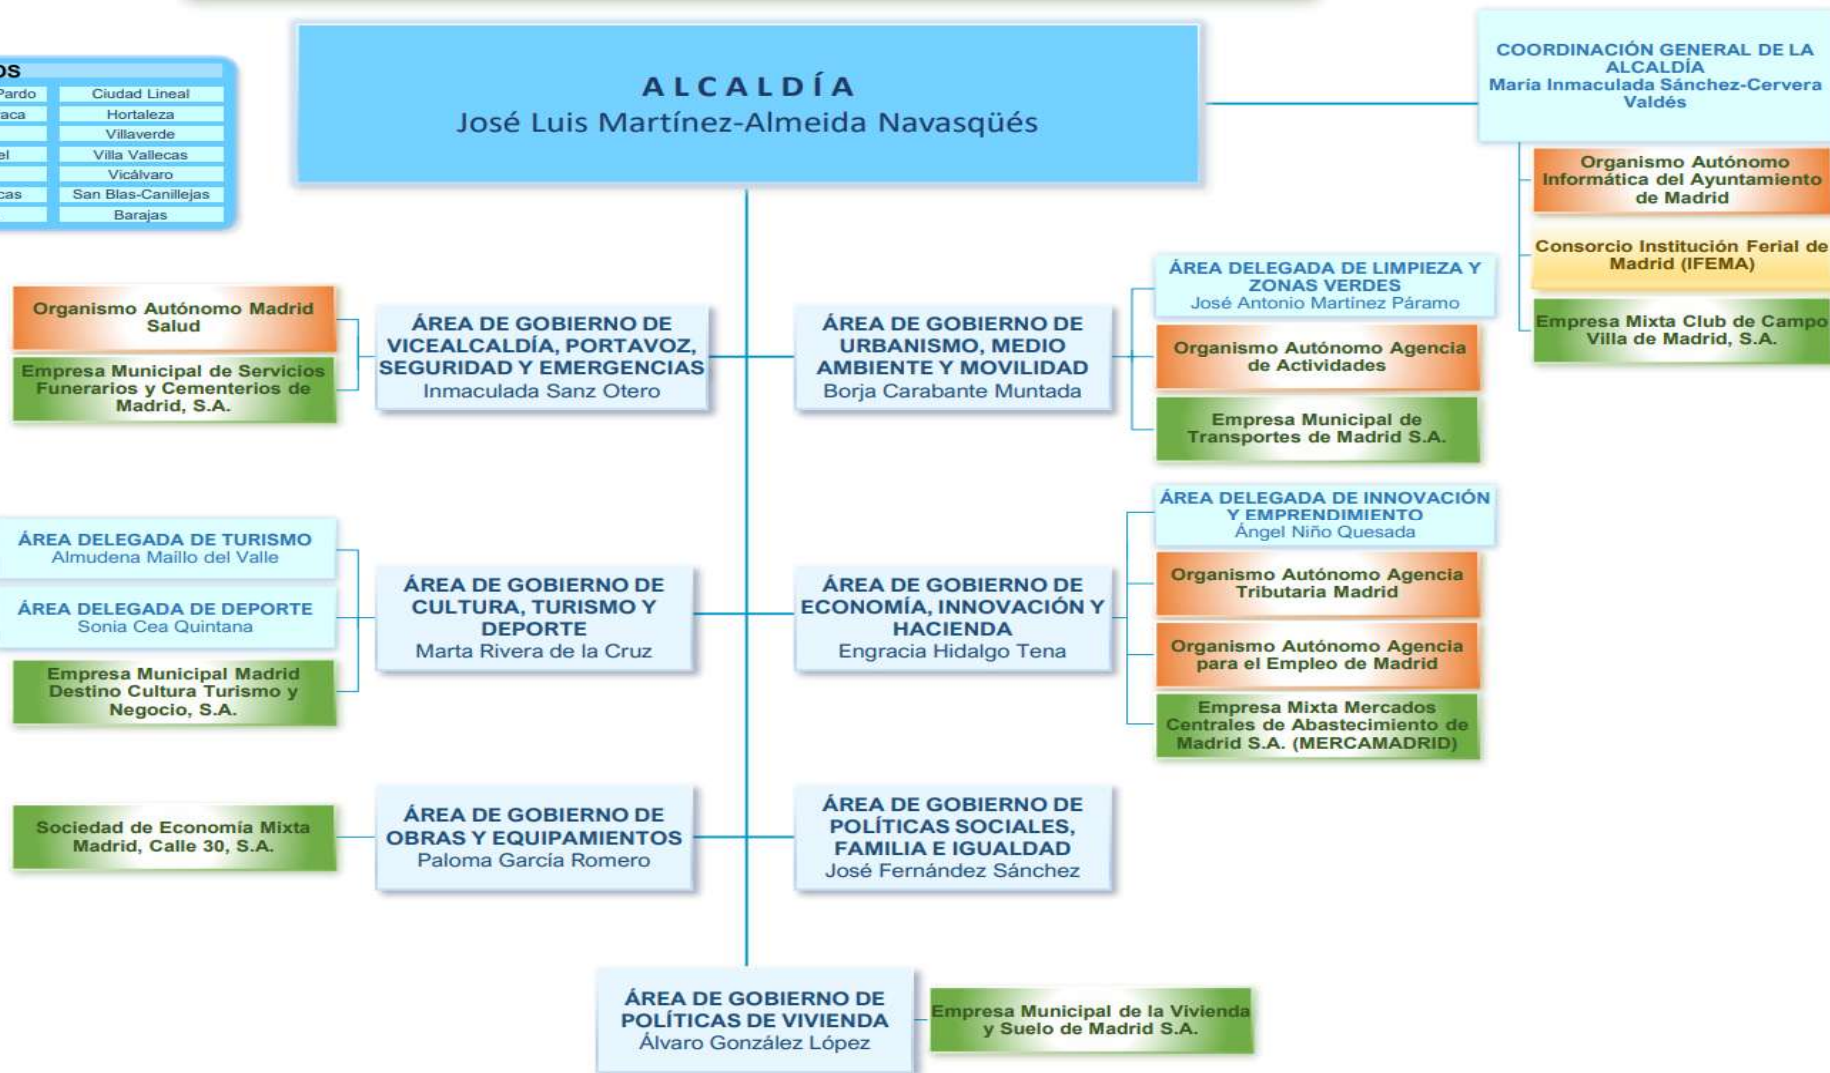 ALCALDÍA
José Luis Martínez-Almeida Navasqüés
COORDINACIÓN GENERAL DE LA
ALCALDÍA
María Inmaculada Sánchez-Cervera
Valdés
Organismo Autónomo
Informática del Ayuntamiento
de Madrid
Consorcio Institución Ferial de
Madrid (IFEMA)
Empresa Mixta Club de Campo
Villa de Madrid, S.A.
Pardo
Ciudad Lineal
Hortaleza
Villaverde
Villa Vallecas
Vicálvaro
San Blas-Canillejas
Barajas
Organismo Autónomo Madrid
Salud
Empresa Municipal de Servicios
Funerarios y Cementerios de
Madrid, S.A.
ÁREA DE GOBIERNO DE
VICEALCALDÍA, PORTAVOZ,
SEGURIDAD Y EMERGENCIAS
Inmaculada Sanz Otero
ÁREA DE GOBIERNO DE
URBANISMO, MEDIO
AMBIENTE Y MOVILIDAD
Borja Carabante Muntada
ÁREA DELEGADA DE LIMPIEZA Y
ZONAS VERDES
José Antonio Martínez Páramo
Organismo Autónomo Agencia
de Actividades
Empresa Municipal de
Transportes de Madrid S.A.
ÁREA DELEGADA DE TURISMO
Almudena Maíllo del Valle
ÁREA DELEGADA DE DEPORTE
Sonia Cea Quintana
Empresa Municipal Madrid
Destino Cultura Turismo y
Negocio, S.A.
ÁREA DE GOBIERNO DE
CULTURA, TURISMO Y
DEPORTE
Marta Rivera de la Cruz
ÁREA DE GOBIERNO DE
ECONOMÍA, INNOVACIÓN Y
HACIENDA
Engracia Hidalgo Tena
ÁREA DELEGADA DE INNOVACIÓN
Y EMPRENDIMIENTO
Ángel Niño Quesada
Organismo Autónomo Agencia
Tributaria Madrid
Organismo Autónomo Agencia
para el Empleo de Madrid
Empresa Mixta Mercados
Centrales de Abastecimiento de
Madrid S.A. (MERCAMADRID)
Sociedad de Economía Mixta
Madrid, Calle 30, S.A.
ÁREA DE GOBIERNO DE
OBRAS Y EQUIPAMIENTOS
Paloma García Romero
ÁREA DE GOBIERNO DE
POLÍTICAS SOCIALES,
FAMILIA E IGUALDAD
José Fernández Sánchez
ÁREA DE GOBIERNO DE
POLÍTICAS DE VIVIENDA
Álvaro González López
Empresa Municipal de la Vivienda
y Suelo de Madrid S.A.